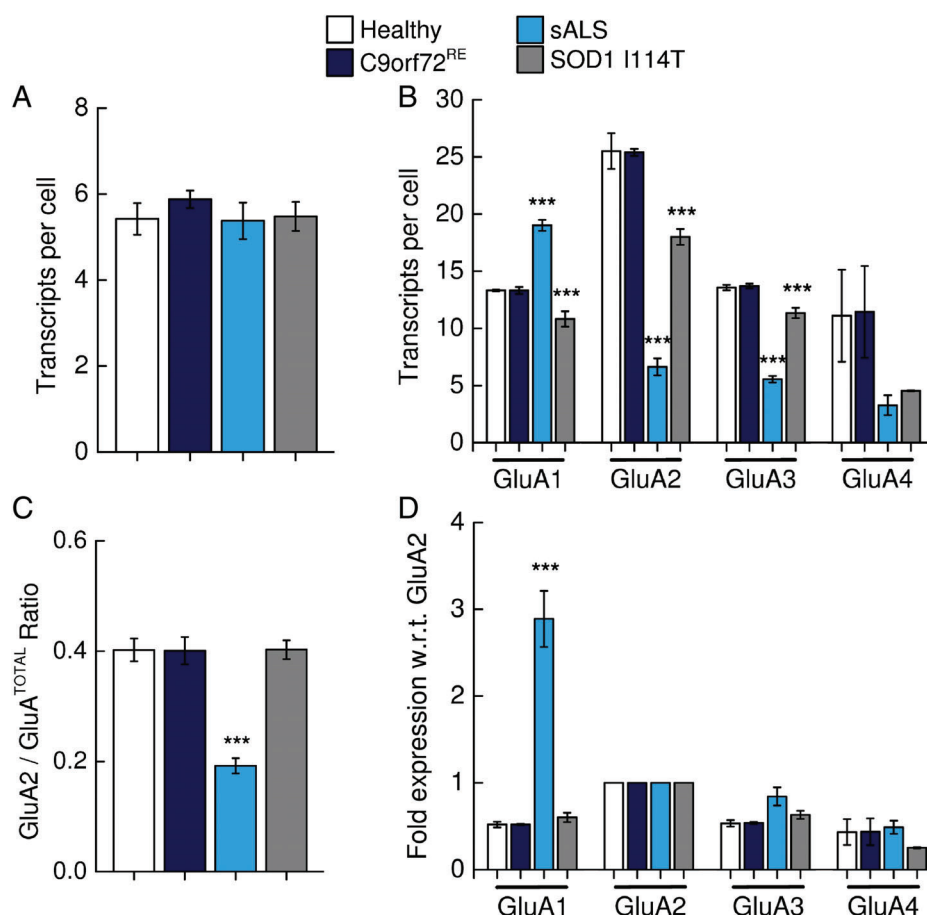 Healthy
sALS
C9orf72^RE
SOD1 I114T
A
Transcripts per cell
8
6
4
2
0
B
Transcripts per cell
30
25
20
15
10
5
0
***
***
***
***
***
***
GluA1
GluA2
GluA3
GluA4
C
GluA2 / GluA^TOTAL Ratio
0.6
0.4
0.2
0.0
***
D
Fold expression w.r.t. GluA2
4
3
2
1
0
***
GluA1
GluA2
GluA3
GluA4